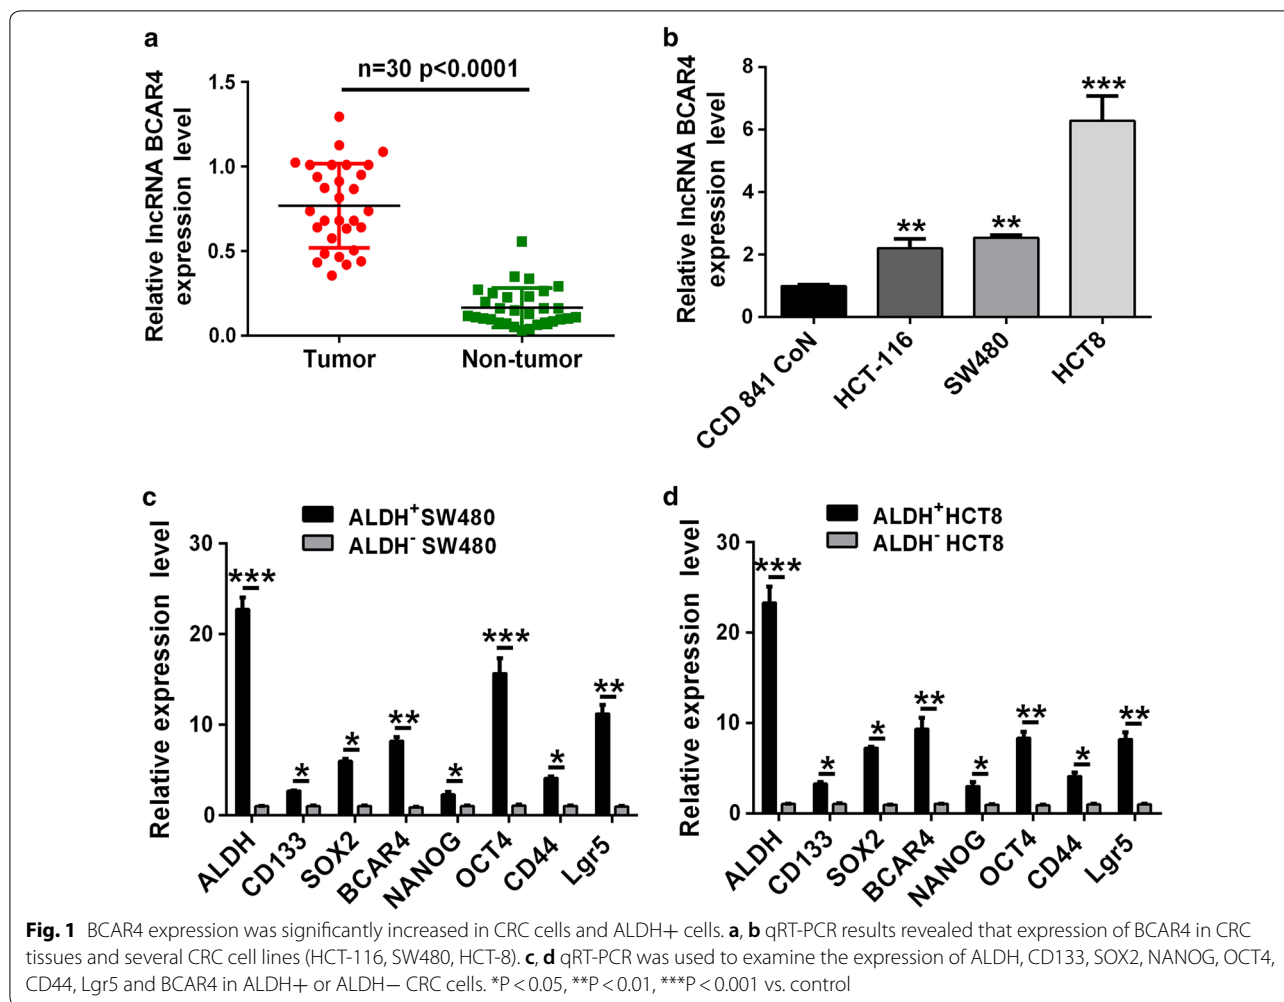 a
n=30 p<0.0001
Relative lncRNA BCAR4
expression level
1.5
1.0
0.5
0.0
Tumor
Non-tumor
b
Relative lncRNA BCAR4
expression level
8
6
4
2
0
**
**
***
CCD 841 CoN
HCT-116
SW480
HCT8
c
ALDH+ SW480
ALDH- SW480
Relative expression level
30
20
10
0
***
*
*
**
*
***
*
**
ALDH
CD133
SOX2
BCAR4
NANOG
OCT4
CD44
Lgr5
d
ALDH+ HCT8
ALDH- HCT8
Relative expression level
30
20
10
0
***
*
*
**
*
**
*
**
ALDH
CD133
SOX2
BCAR4
NANOG
OCT4
CD44
Lgr5
Fig. 1 BCAR4 expression was significantly increased in CRC cells and ALDH+ cells. a, b qRT-PCR results revealed that expression of BCAR4 in CRC
tissues and several CRC cell lines (HCT-116, SW480, HCT-8). c, d qRT-PCR was used to examine the expression of ALDH, CD133, SOX2, NANOG, OCT4,
CD44, Lgr5 and BCAR4 in ALDH+ or ALDH− CRC cells. *P < 0.05, **P < 0.01, ***P < 0.001 vs. control